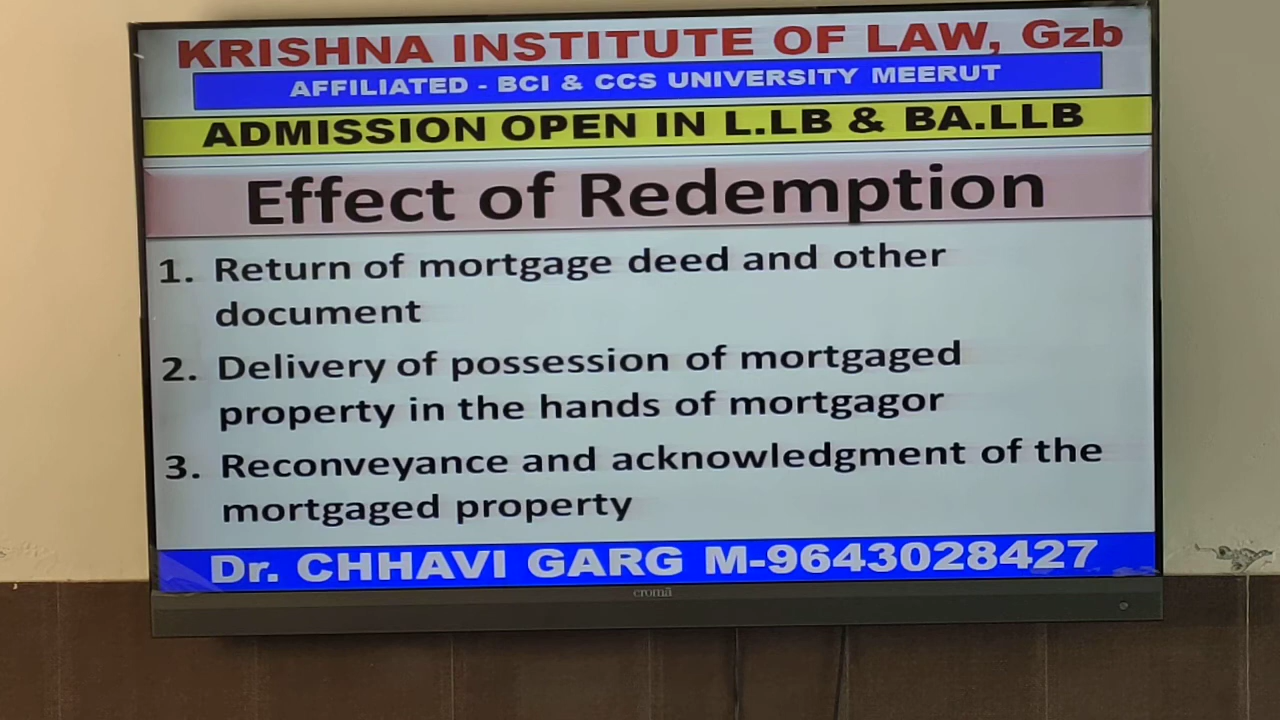 KRISHNA INSTITUTE OF LAW, Gzb
AFFILIATED - BCI & CCS UNIVERSITY MEERUT
ADMISSION OPEN IN L.LB & BA.LLB
Effect of Redemption
1. Return of mortgage deed and other
document
2. Delivery of possession of mortgaged
property in the hands of mortgagor
3. Reconveyance and acknowledgment of the
mortgaged property
Dr. CHHAVI GARG M-9643028427
croma